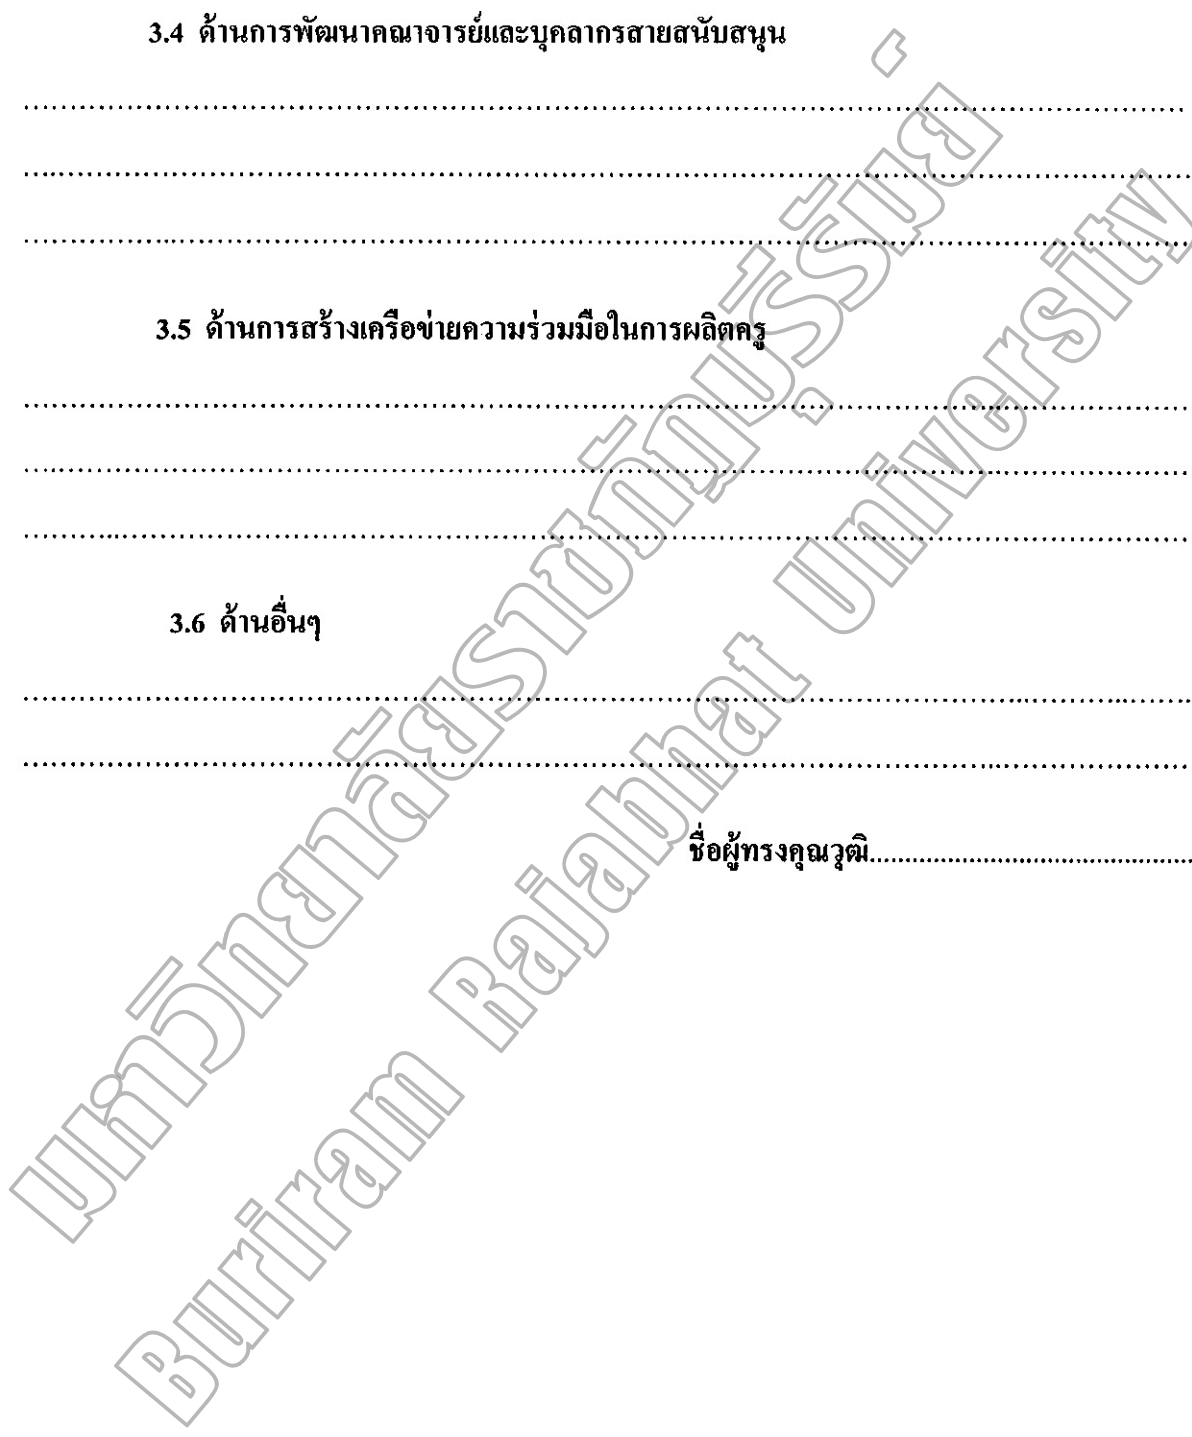 3.4 ด้านการพัฒนาคณาจารย์และบุคลากรสายสนับสนุน
................................................................................
................................................................................
................................................................................
3.5 ด้านการสร้างเครือข่ายความร่วมมือในการผลิตครู
................................................................................
................................................................................
................................................................................
3.6 ด้านอื่นๆ
................................................................................
................................................................................
ชื่อผู้ทรงคุณวุฒิ..............................................
มหาวิทยาลัยราชภัฏบุรีรัมย์
Buriram Rajabhat University